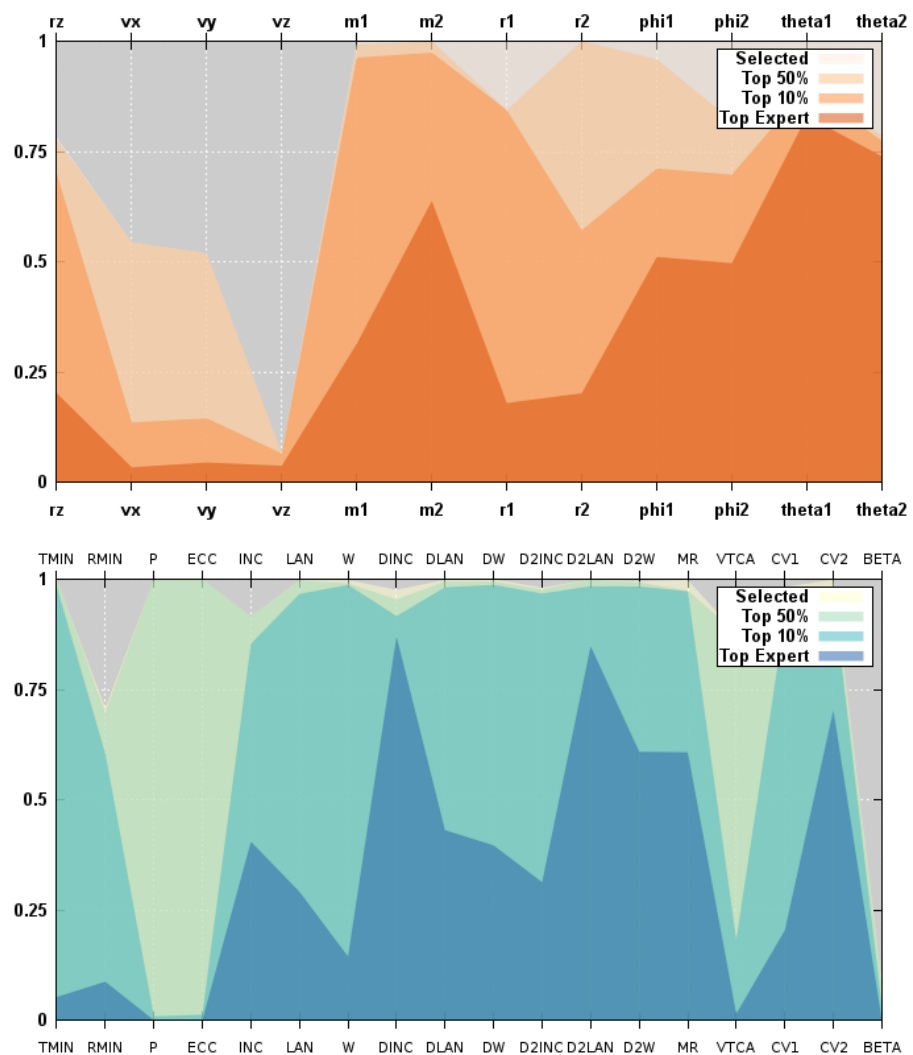 rz vx vy vz m1 m2 r1 r2 phi1 phi2 theta1 theta2
1
Selected
Top 50%
Top 10%
Top Expert
0.75
0.5
0.25
0
rz vx vy vz m1 m2 r1 r2 phi1 phi2 theta1 theta2
TMIN RMIN P ECC INC LAN W DINC DLAN DW D2INC D2LAN D2W MR VTCA CV1 CV2 BETA
1
Selected
Top 50%
Top 10%
Top Expert
0.75
0.5
0.25
0
TMIN RMIN P ECC INC LAN W DINC DLAN DW D2INC D2LAN D2W MR VTCA CV1 CV2 BETA